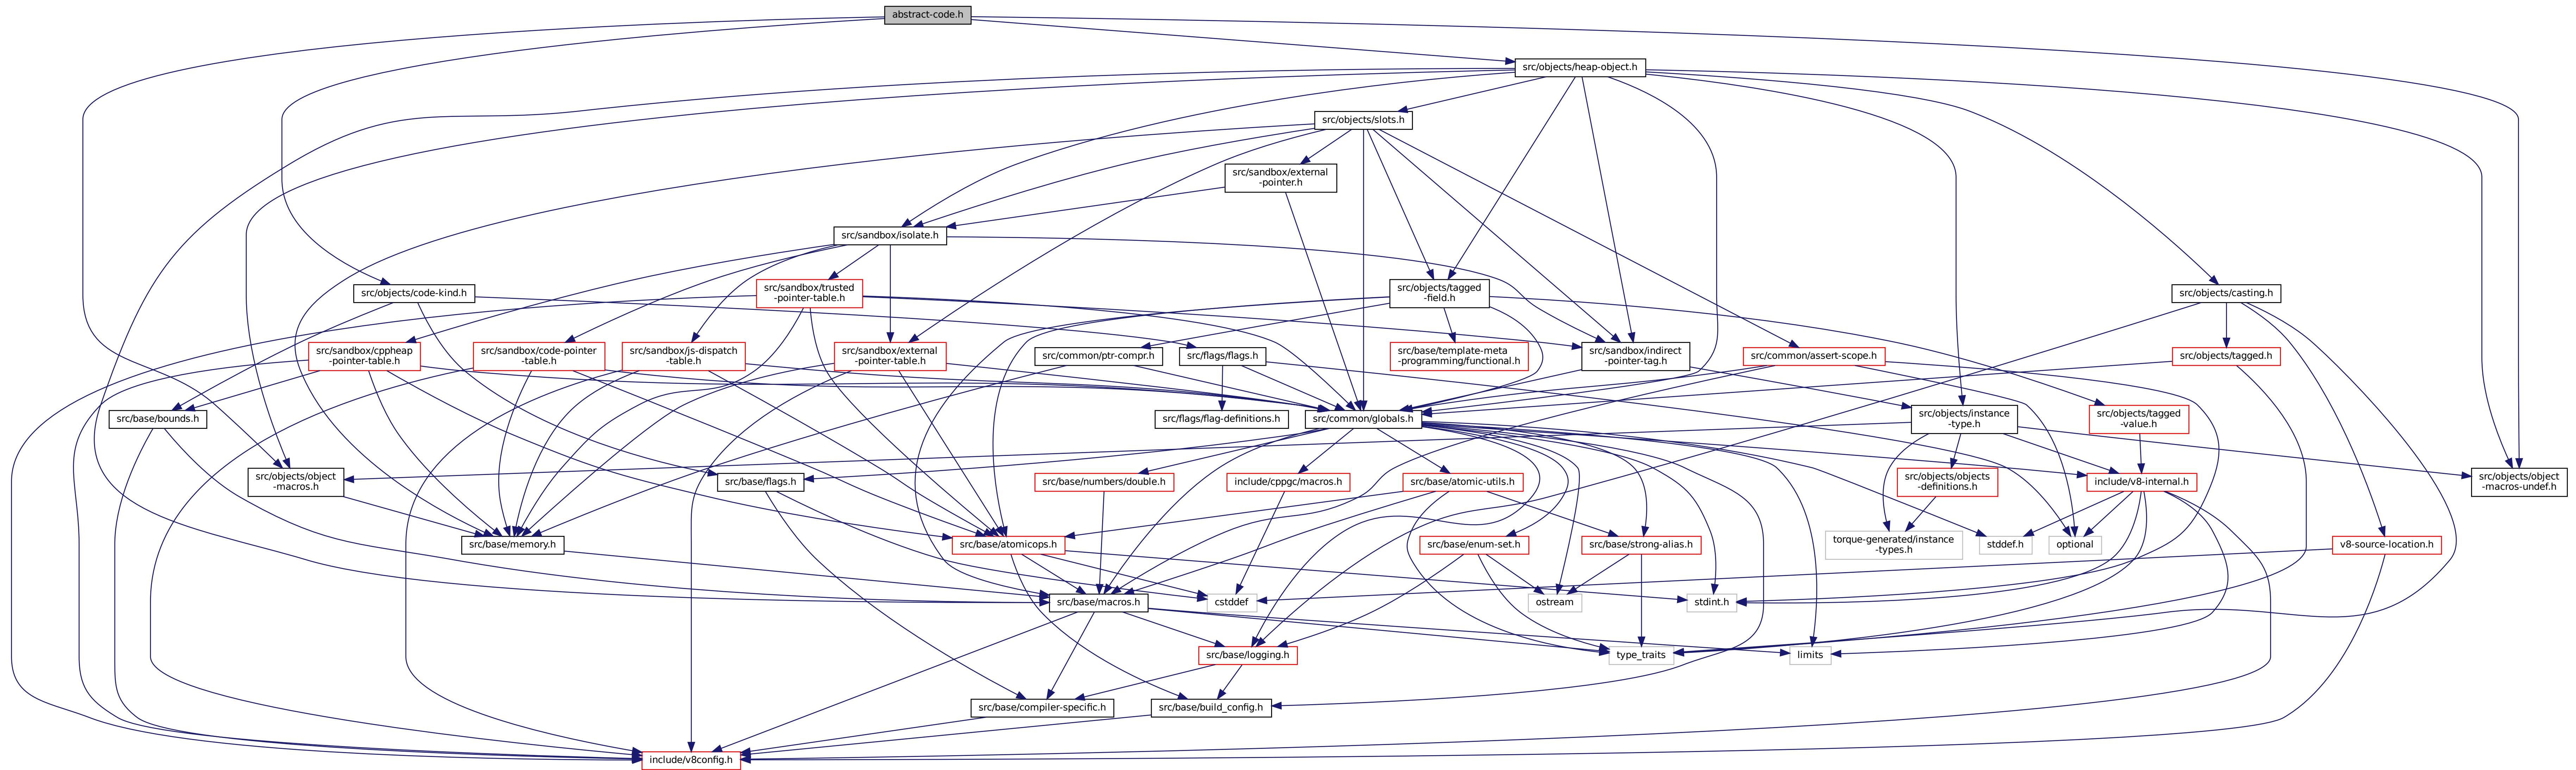 abstract-code.h
src/objects/heap-object.h
src/objects/slots.h
src/sandbox/external
-pointer.h
src/sandbox/isolate.h
src/objects/code-kind.h
src/sandbox/trusted
-pointer-table.h
src/objects/tagged
-field.h
src/objects/casting.h
src/sandbox/cppheap
-pointer-table.h
src/sandbox/code-pointer
-table.h
src/sandbox/js-dispatch
-table.h
src/sandbox/external
-pointer-table.h
src/common/ptr-compr.h
src/flags/flags.h
src/base/template-meta
-programming/functional.h
src/sandbox/indirect
-pointer-tag.h
src/common/assert-scope.h
src/objects/tagged.h
src/base/bounds.h
src/flags/flag-definitions.h
src/common/globals.h
src/objects/instance
-type.h
src/objects/tagged
-value.h
src/objects/object
-macros.h
src/base/flags.h
src/base/numbers/double.h
include/cppgc/macros.h
src/base/atomic-utils.h
src/objects/objects
-definitions.h
include/v8-internal.h
src/objects/object
-macros-undef.h
src/base/memory.h
src/base/atomicops.h
src/base/enum-set.h
src/base/strong-alias.h
torque-generated/instance
-types.h
stddef.h
optional
v8-source-location.h
src/base/macros.h
cstddef
ostream
stdint.h
src/base/logging.h
type_traits
limits
src/base/compiler-specific.h
src/base/build_config.h
include/v8config.h